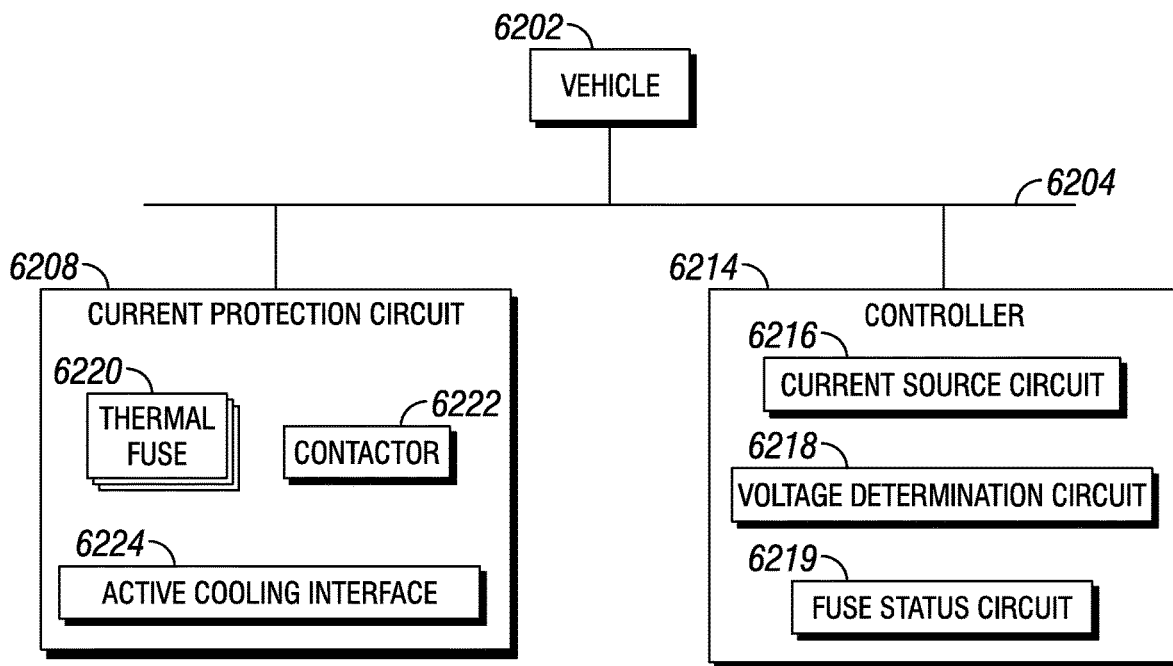 6202
VEHICLE
6204
6208
CURRENT PROTECTION CIRCUIT
6220
THERMAL
FUSE
6222
CONTACTOR
6224
ACTIVE COOLING INTERFACE
6214
CONTROLLER
6216
CURRENT SOURCE CIRCUIT
6218
VOLTAGE DETERMINATION CIRCUIT
6219
FUSE STATUS CIRCUIT